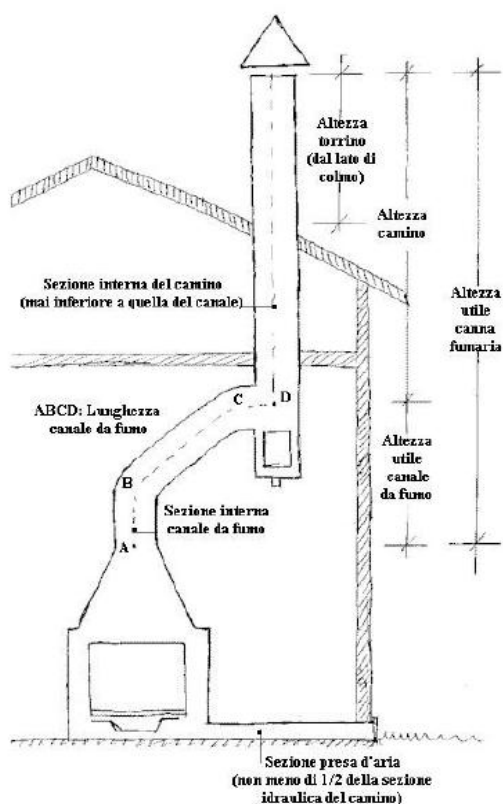 Altezza
torrino
(dal lato di
colmo)
Altezza
camino
Sezione interna del camino
(mai inferiore a quella del canale)
Altezza
utile
canna
fumaria
C
D
ABCD: Lunghezza
canale da fumo
Altezza
utile
canale
da fumo
B
Sezione interna
canale da fumo
A
Sezione presa d'aria
(non meno di 1/2 della sezione
idraulica del camino)